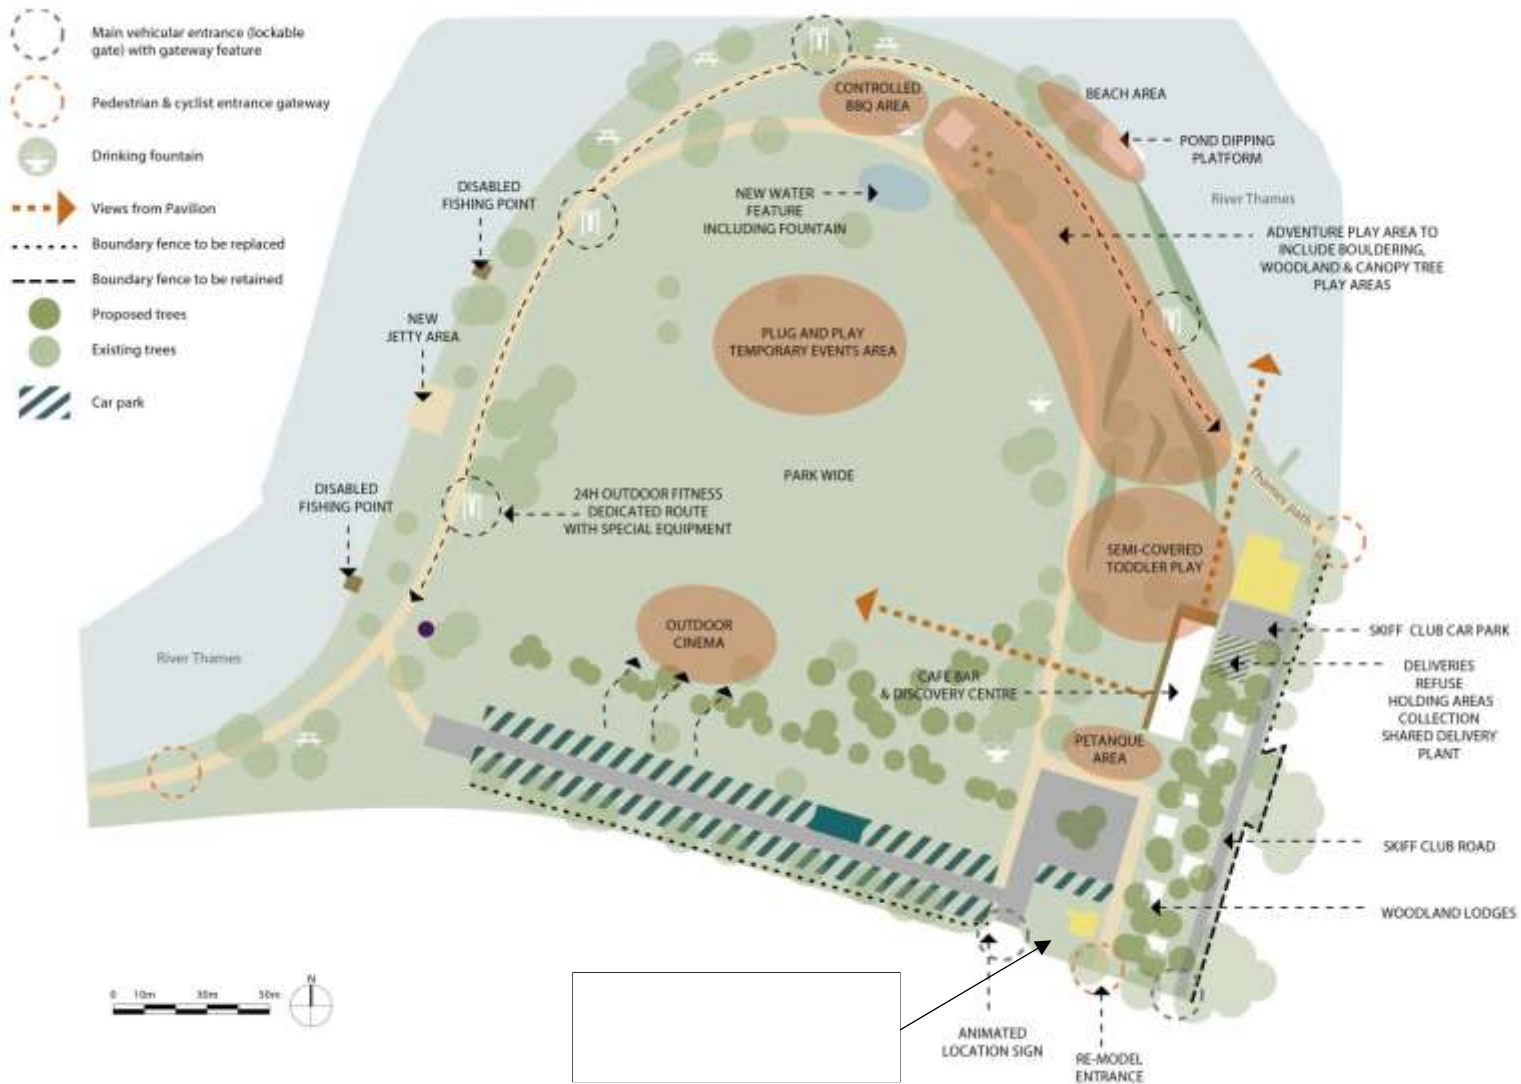 Main vehicular entrance (lockable
gate) with gateway feature
Pedestrian & cyclist entrance gateway
Drinking fountain
Views from Pavilion
Boundary fence to be replaced
Boundary fence to be retained
Proposed trees
Existing trees
Car park
CONTROLLED
BBQ AREA
BEACH AREA
POND DIPPING
PLATFORM
River Thames
DISABLED
FISHING POINT
NEW WATER
FEATURE
INCLUDING FOUNTAIN
ADVENTURE PLAY AREA TO
INCLUDE BOULDERING,
WOODLAND & CANOPY TREE
PLAY AREAS
NEW
JETTY AREA
PLUG AND PLAY
TEMPORARY EVENTS AREA
PARK WIDE
DISABLED
FISHING POINT
24H OUTDOOR FITNESS
DEDICATED ROUTE
WITH SPECIAL EQUIPMENT
Thames path
SEMI-COVERED
TODDLER PLAY
OUTDOOR
CINEMA
River Thames
CAFE BAR
& DISCOVERY CENTRE
SKIFF CLUB CAR PARK
DELIVERIES
REFUSE
HOLDING AREAS
COLLECTION
SHARED DELIVERY
PLANT
PETANQUE
AREA
SKIFF CLUB ROAD
WOODLAND LODGES
0 10m 30m 50m
N
ANIMATED
LOCATION SIGN
RE-MODEL
ENTRANCE